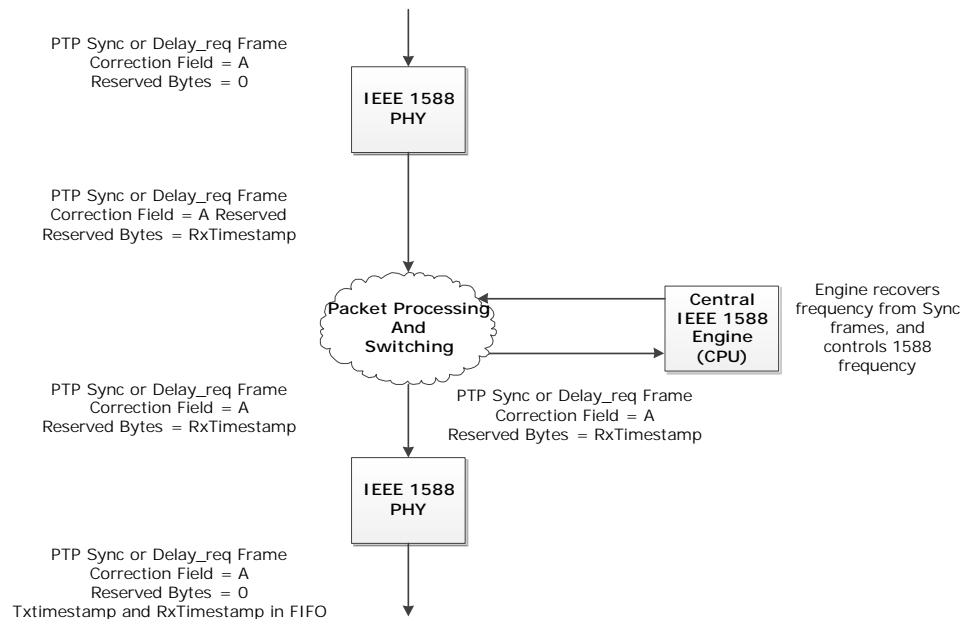 PTP Sync or Delay_req Frame
Correction Field = A
Reserved Bytes = 0
IEEE 1588
PHY
PTP Sync or Delay_req Frame
Correction Field = A Reserved
Reserved Bytes = RxTimestamp
Packet Processing
And
Switching
Central
IEEE 1588
Engine
(CPU)
Engine recovers
frequency from Sync
frames, and
controls 1588
frequency
PTP Sync or Delay_req Frame
Correction Field = A
Reserved Bytes = RxTimestamp
PTP Sync or Delay_req Frame
Correction Field = A
Reserved Bytes = RxTimestamp
IEEE 1588
PHY
PTP Sync or Delay_req Frame
Correction Field = A
Reserved Bytes = 0
Txtimestamp and RxTimestamp in FIFO